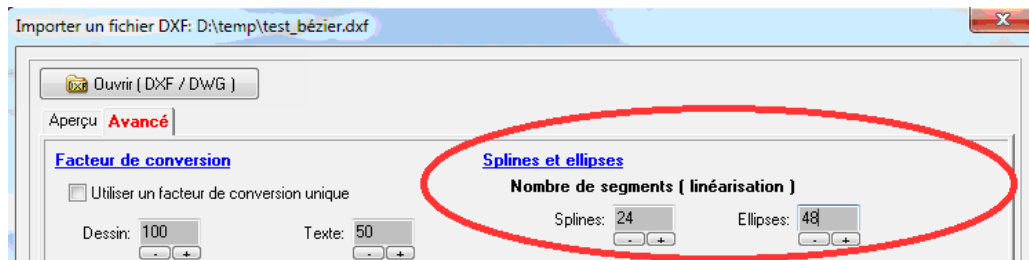 Importer un fichier DXF: D:\temp\test_bézier.dxf
Ouvrir ( DXF / DWG )
Aperçu Avancé
Facteur de conversion
Utiliser un facteur de conversion unique
Dessin: 100 Texte: 50
- + - +
Splines et ellipses
Nombre de segments ( linéarisation )
Splines: 24 Ellipses: 48
- + - +